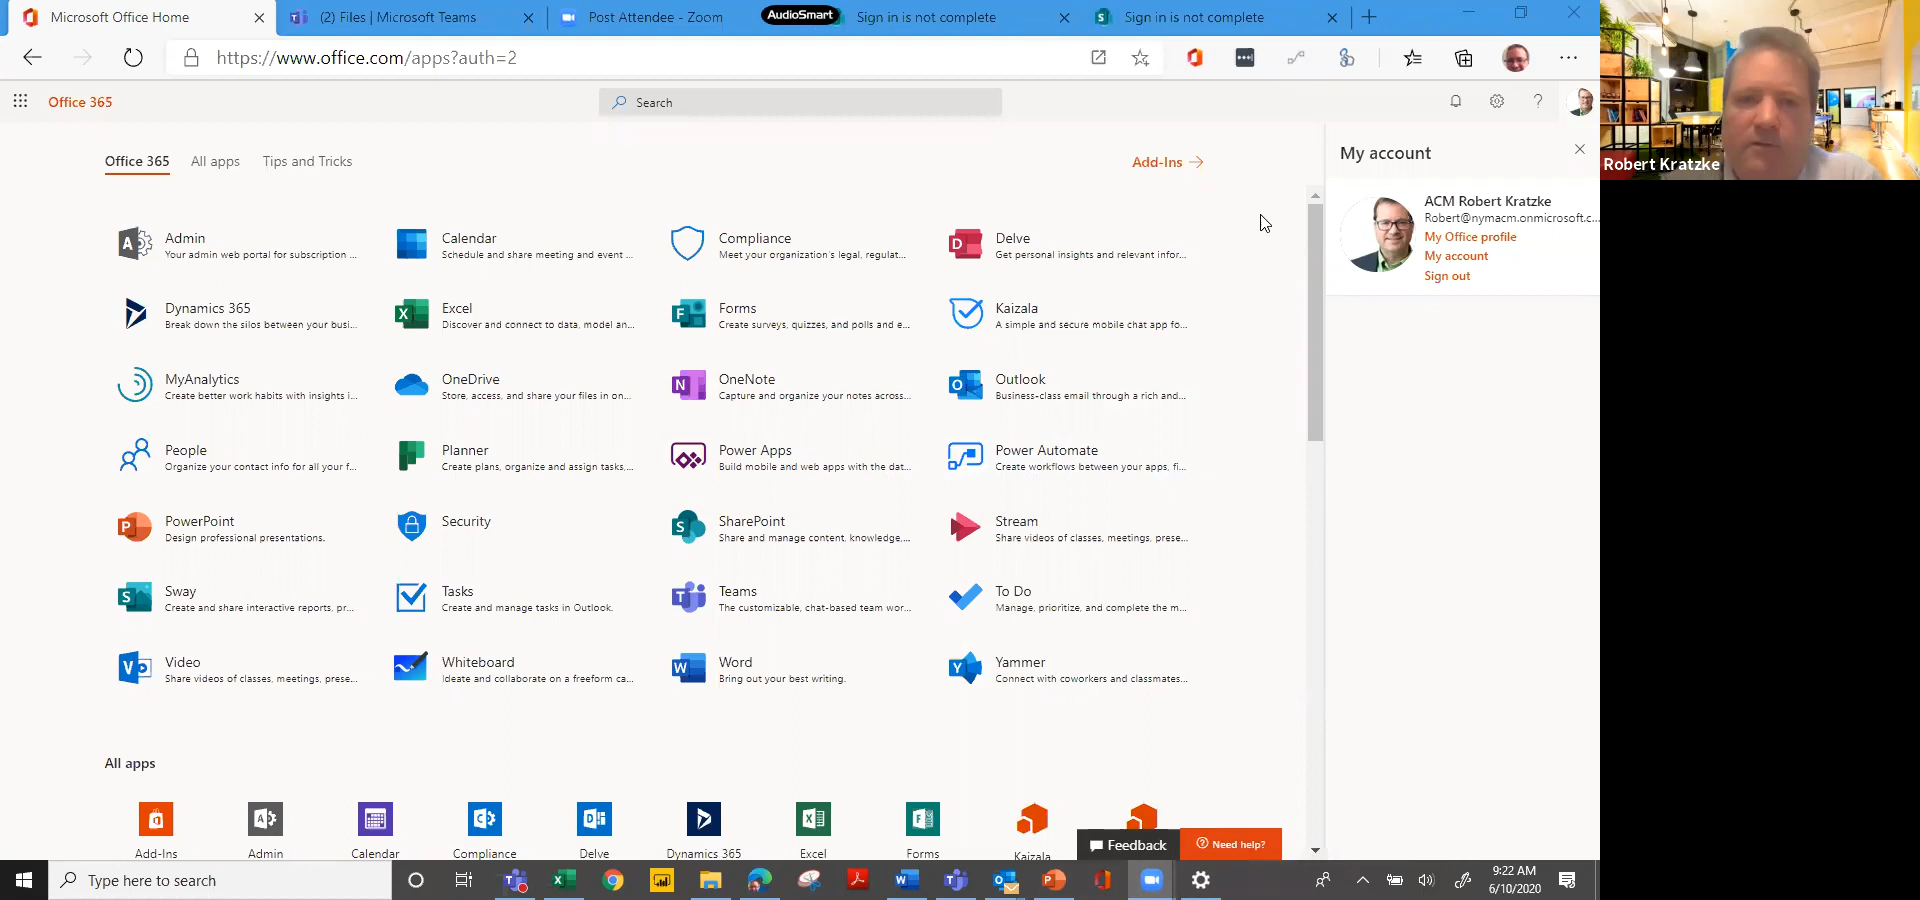 Microsoft Office Home
(2) Files | Microsoft Teams
Post Attendee - Zoom
AudioSmart
Sign in is not complete
Sign in is not complete
https://www.office.com/apps?auth=2
Office 365
Search
Office 365
All apps
Tips and Tricks
Add-Ins
My account
ACM Robert Kratzke
Robert@nymacm.onmicrosoft.c...
My Office profile
My account
Sign out
Robert Kratzke
Admin
Your admin web portal for subscription ...
Calendar
Schedule and share meeting and event ...
Compliance
Meet your organization's legal, regulat...
Delve
Get personal insights and relevant infor...
Dynamics 365
Break down the silos between your busi...
Excel
Discover and connect to data, model an...
Forms
Create surveys, quizzes, and polls and e...
Kaizala
A simple and secure mobile chat app fo...
MyAnalytics
Create better work habits with insights i...
OneDrive
Store, access, and share your files in on...
OneNote
Capture and organize your notes across...
Outlook
Business-class email through a rich and...
People
Organize your contact info for all your f...
Planner
Create plans, organize and assign tasks,...
Power Apps
Build mobile and web apps with the dat...
Power Automate
Create workflows between your apps, fi...
PowerPoint
Design professional presentations.
Security
SharePoint
Share and manage content, knowledge,...
Stream
Share videos of classes, meetings, prese...
Sway
Create and share interactive reports, pr...
Tasks
Create and manage tasks in Outlook.
Teams
The customizable, chat-based team wor...
To Do
Manage, prioritize, and complete the m...
Video
Share videos of classes, meetings, prese...
Whiteboard
Ideate and collaborate on a freeform ca...
Word
Bring out your best writing.
Yammer
Connect with coworkers and classmates...
All apps
Add-Ins
Admin
Calendar
Compliance
Delve
Dynamics 365
Excel
Forms
Kaizala
Feedback
Need help?
Type here to search
9:22 AM
6/10/2020